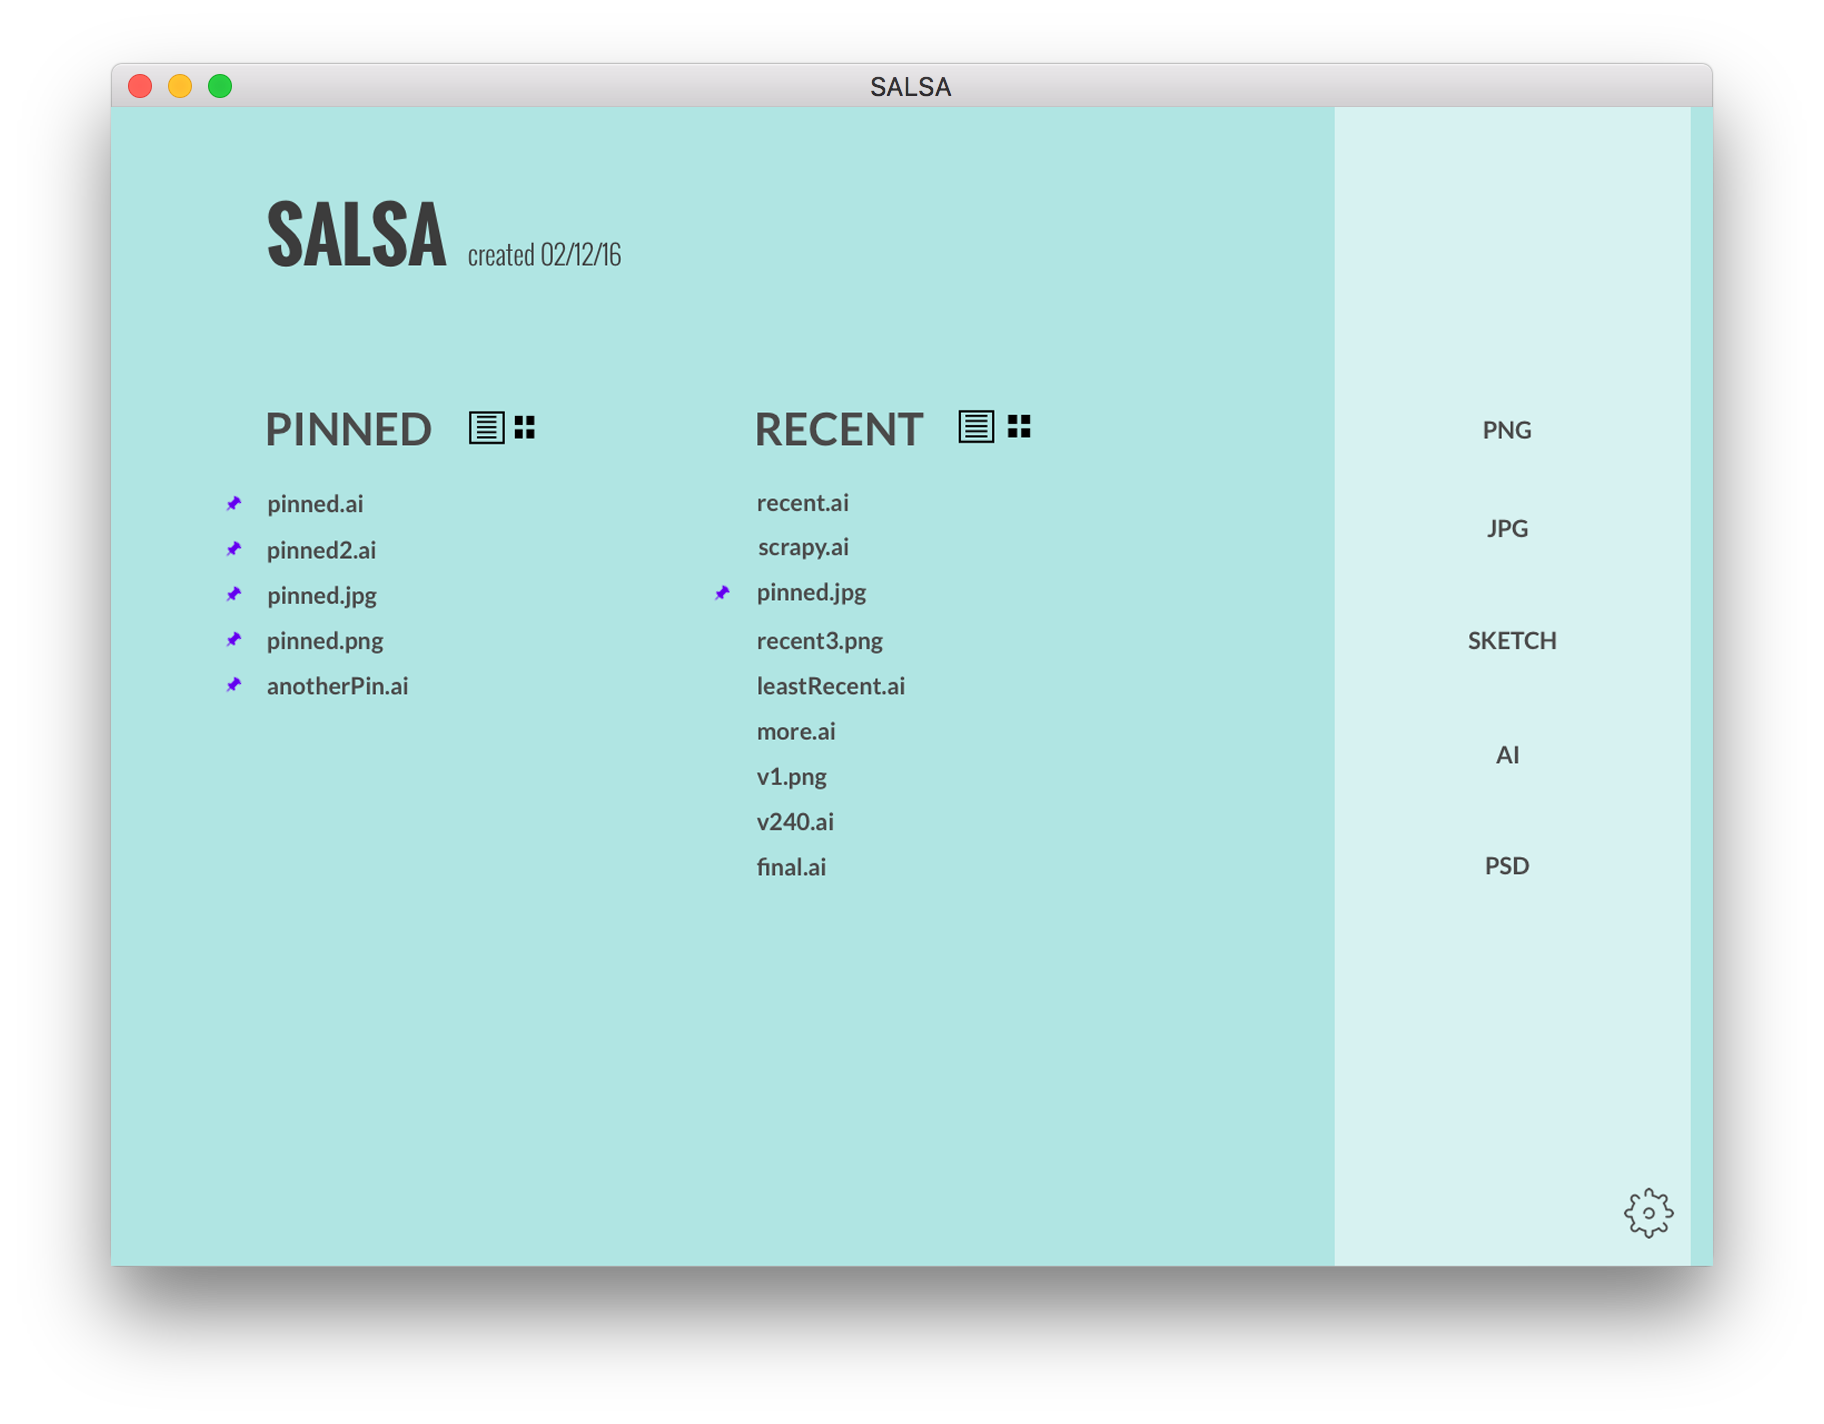 SALSA
SALSA created 02/12/16
PINNED
pinned.ai
pinned2.ai
pinned.jpg
pinned.png
anotherPin.ai
RECENT
recent.ai
scrapy.ai
pinned.jpg
recent3.png
leastRecent.ai
more.ai
v1.png
v240.ai
final.ai
PNG
JPG
SKETCH
AI
PSD